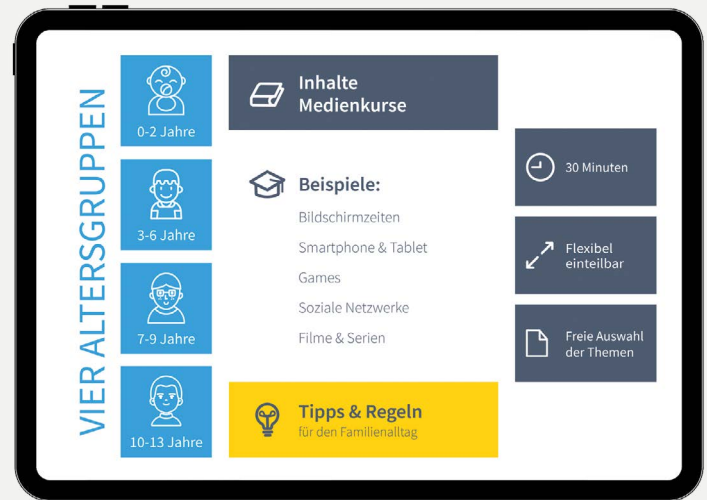 VIER ALTERSGRUPPEN
0-2 Jahre
3-6 Jahre
7-9 Jahre
10-13 Jahre
Inhalte
Medienkurse
Beispiele:
Bildschirmzeiten
Smartphone & Tablet
Games
Soziale Netzwerke
Filme & Serien
Tipps & Regeln
für den Familienalltag
30 Minuten
Flexibel
einteilbar
Freie Auswahl
der Themen